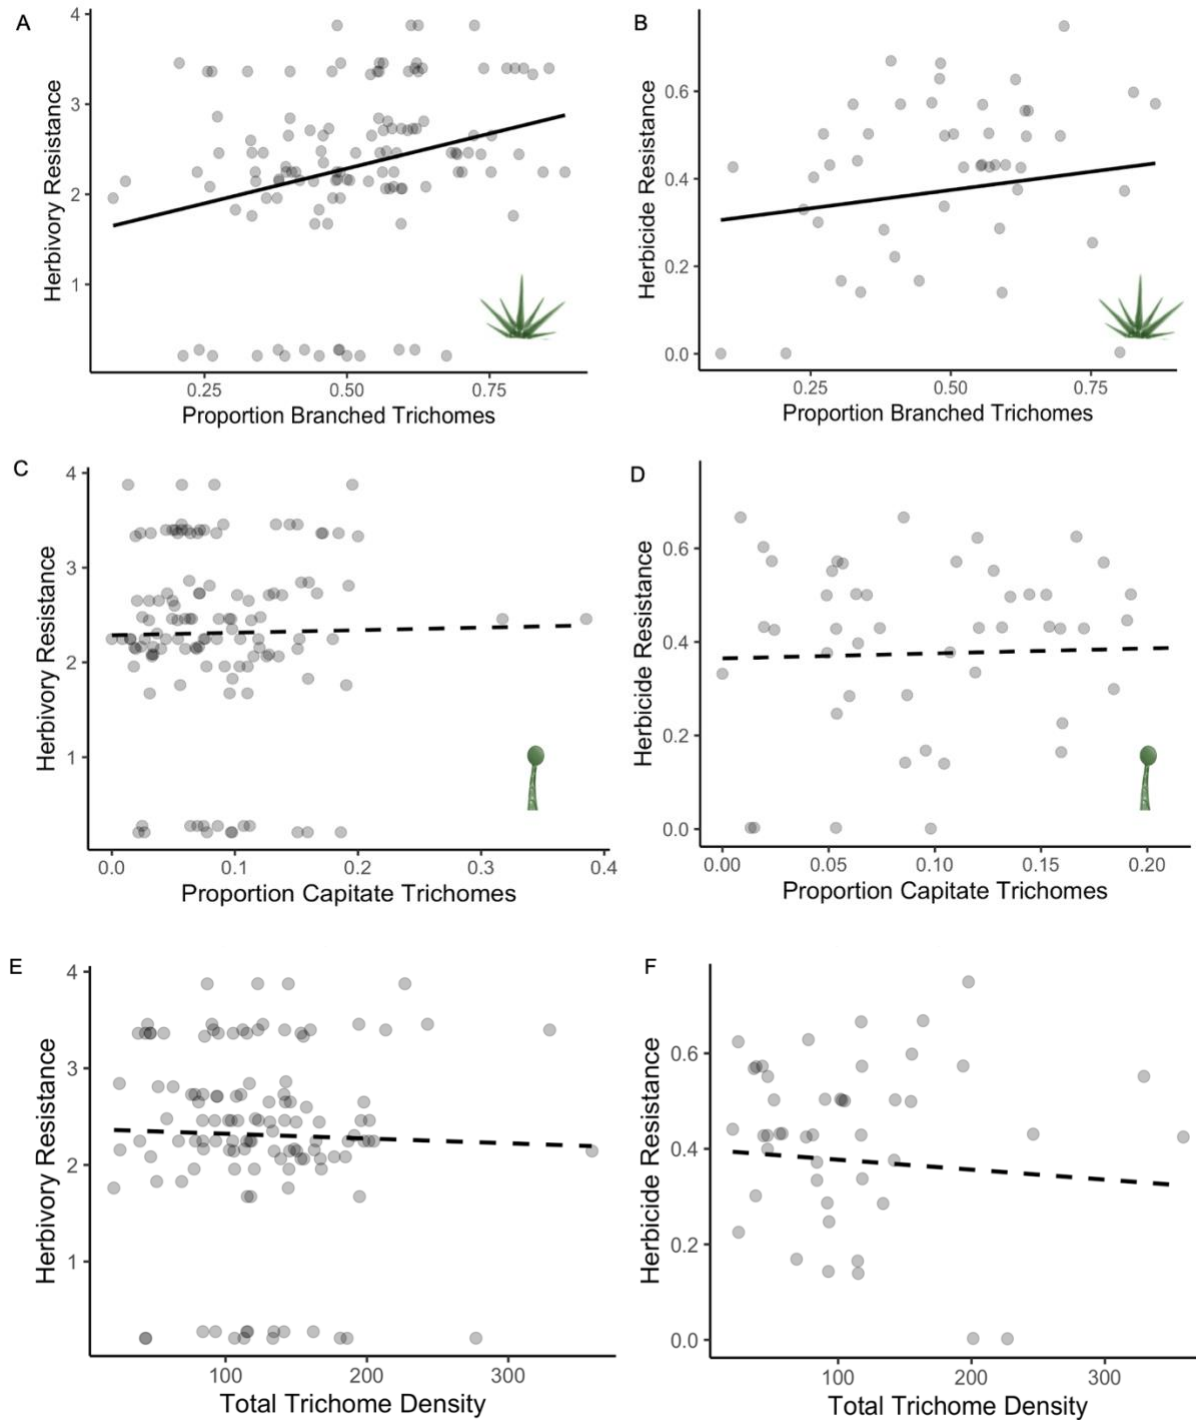 A
Herbivory Resistance
4
3
2
1
0.25 0.50 0.75
Proportion Branched Trichomes
B
Herbicide Resistance
0.6
0.4
0.2
0.0
0.25 0.50 0.75
Proportion Branched Trichomes
C
Herbivory Resistance
4
3
2
1
0.0 0.1 0.2 0.3 0.4
Proportion Capitate Trichomes
D
Herbicide Resistance
0.6
0.4
0.2
0.0
0.00 0.05 0.10 0.15 0.20
Proportion Capitate Trichomes
E
Herbivory Resistance
4
3
2
1
100 200 300
Total Trichome Density
F
Herbicide Resistance
0.6
0.4
0.2
0.0
100 200 300
Total Trichome Density